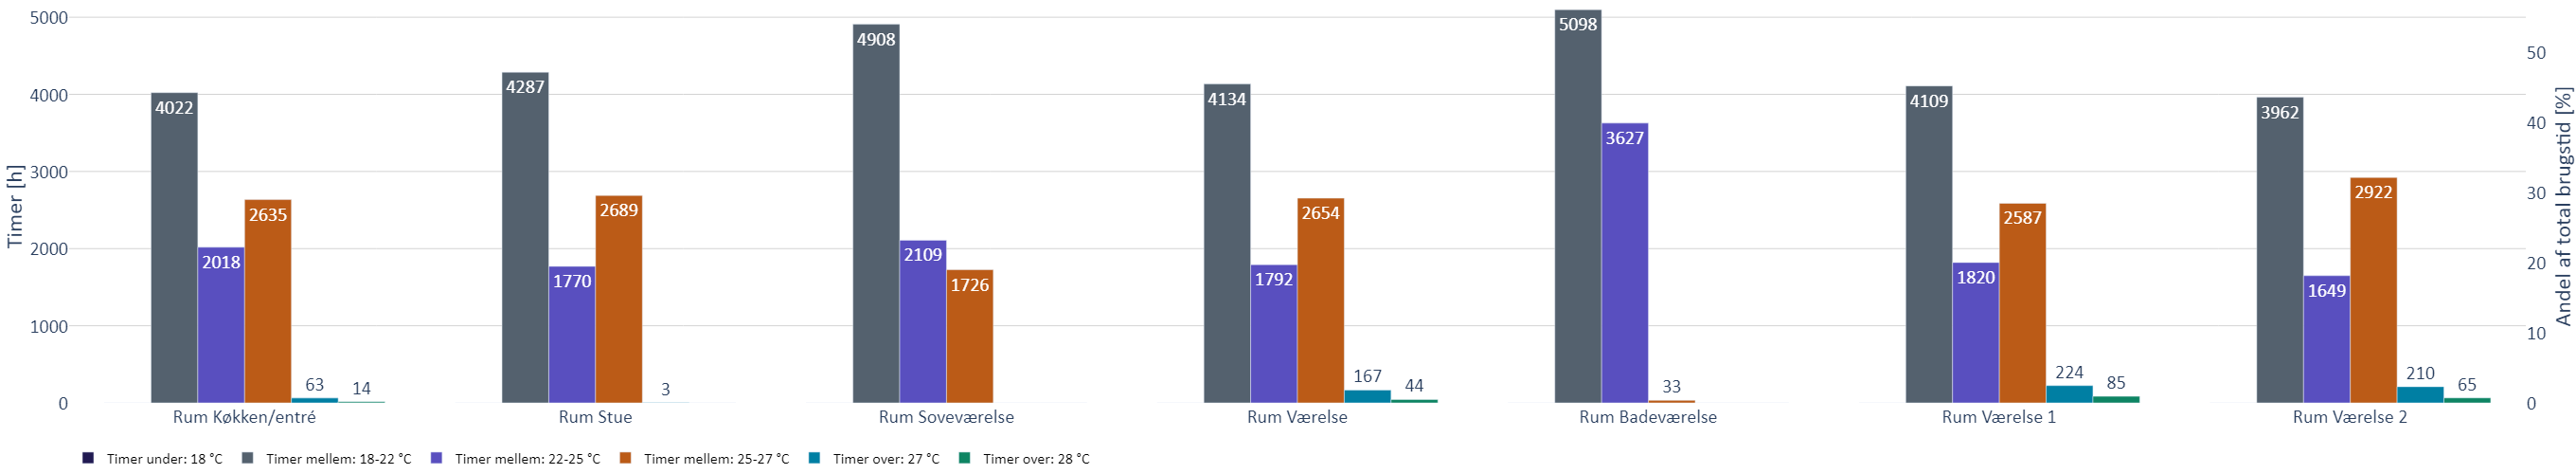 Timer [h]
5000
4000
3000
2000
1000
0
4022
2018
2635
63
14
4287
1770
2689
3
4908
2109
1726
4134
1792
2654
167
44
5098
3627
33
4109
1820
2587
224
85
3962
1649
2922
210
65
50
40
30
20
10
0
Andel af total brugstid [%]
Rum Køkken/entré
Rum Stue
Rum Soveværelse
Rum Værelse
Rum Badeværelse
Rum Værelse 1
Rum Værelse 2
Timer under: 18 °C
Timer mellem: 18-22 °C
Timer mellem: 22-25 °C
Timer mellem: 25-27 °C
Timer over: 27 °C
Timer over: 28 °C